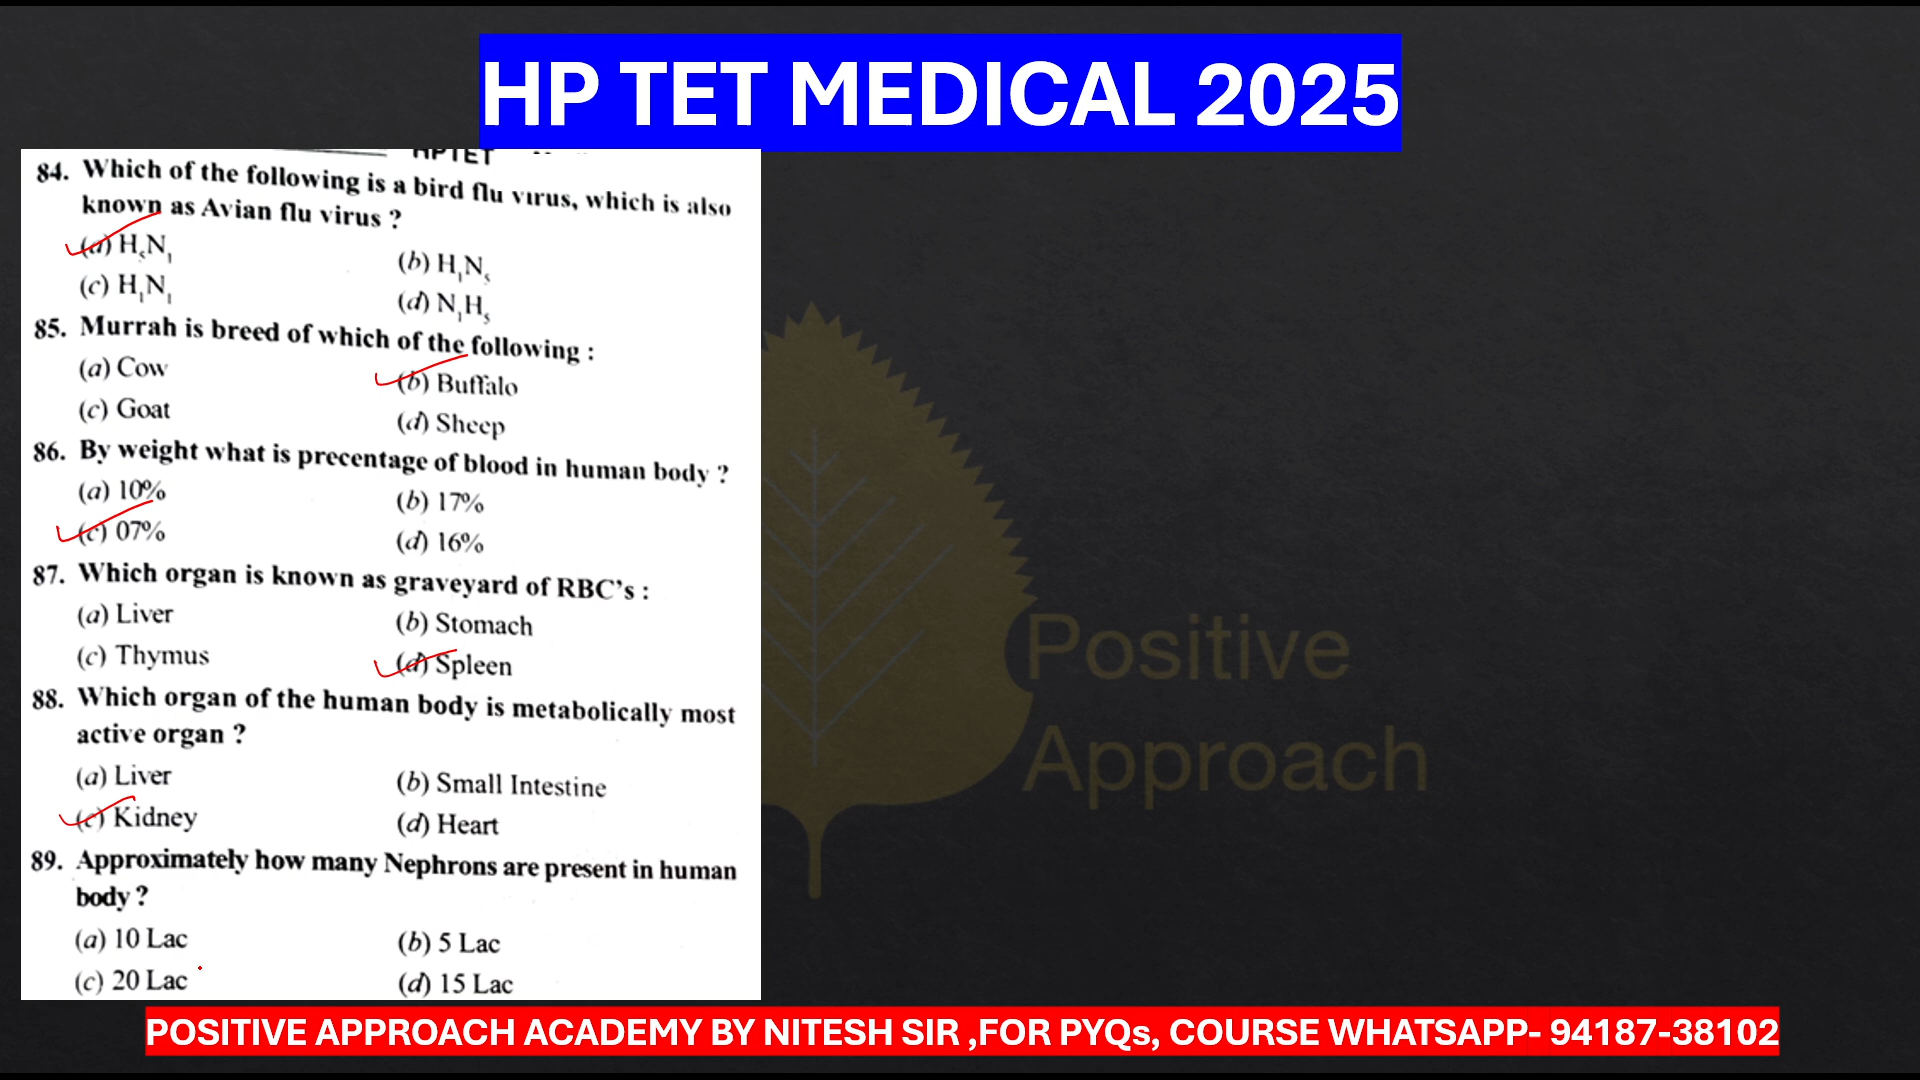 HP TET MEDICAL 2025
HPTET
84. Which of the following is a bird flu virus, which is also
known as Avian flu virus ?
(a) H₅N₁
(b) H₁N₅
(c) H₁N₁
(d) N₁H₅
85. Murrah is breed of which of the following :
(a) Cow
(b) Buffalo
(c) Goat
(d) Sheep
86. By weight what is precentage of blood in human body ?
(a) 10%
(b) 17%
(c) 07%
(d) 16%
87. Which organ is known as graveyard of RBC's :
(a) Liver
(b) Stomach
(c) Thymus
(d) Spleen
88. Which organ of the human body is metabolically most
active organ ?
(a) Liver
(b) Small Intestine
(c) Kidney
(d) Heart
89. Approximately how many Nephrons are present in human
body ?
(a) 10 Lac
(b) 5 Lac
(c) 20 Lac
(d) 15 Lac
Positive
Approach
POSITIVE APPROACH ACADEMY BY NITESH SIR ,FOR PYQs, COURSE WHATSAPP- 94187-38102